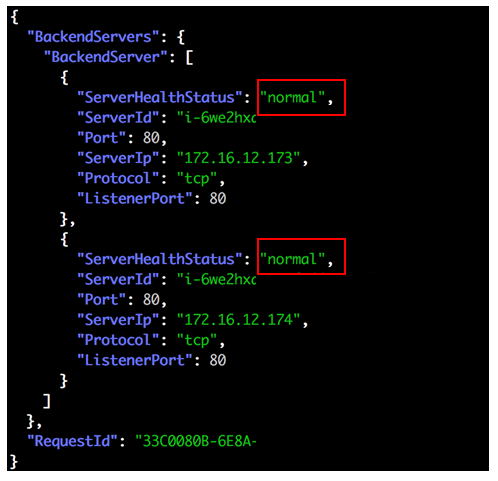 {
"BackendServers": {
"BackendServer": [
{
"ServerHealthStatus": "normal",
"ServerId": "i-6we2hxc
"Port": 80,
"ServerIp": "172.16.12.173",
"Protocol": "tcp",
"ListenerPort": 80
},
{
"ServerHealthStatus": "normal",
"ServerId": "i-6we2hxc
"Port": 80,
"ServerIp": "172.16.12.174",
"Protocol": "tcp",
"ListenerPort": 80
}
]
},
"RequestId": "33C0080B-6E8A-
}